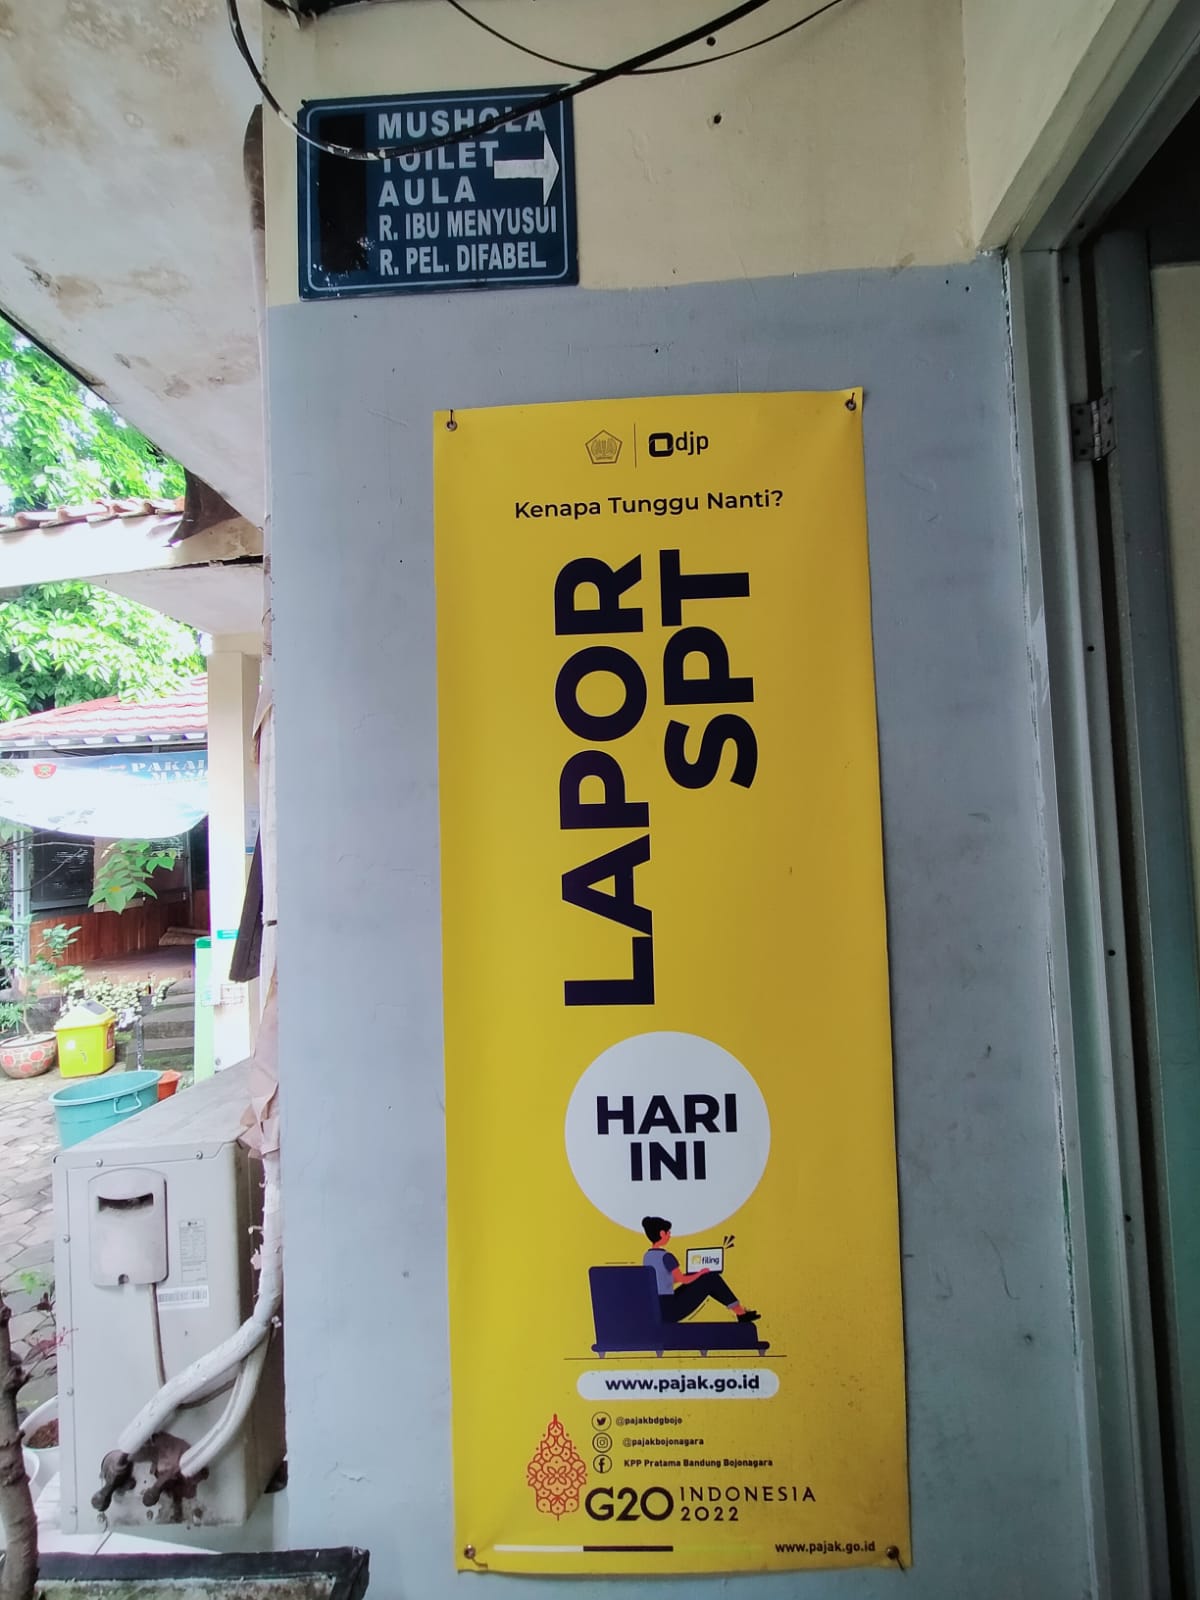 MUSHOLA
TOILET
AULA
R. IBU MENYUSUI
R. PEL. DIFABEL
djp
Kenapa Tunggu Nanti?
LAPOR
SPT
HARI
INI
filing
www.pajak.go.id
@pajakbdgbojo
@pajakbojonagara
KPP Pratama Bandung Bojonagara
G20 INDONESIA
2022
www.pajak.go.id